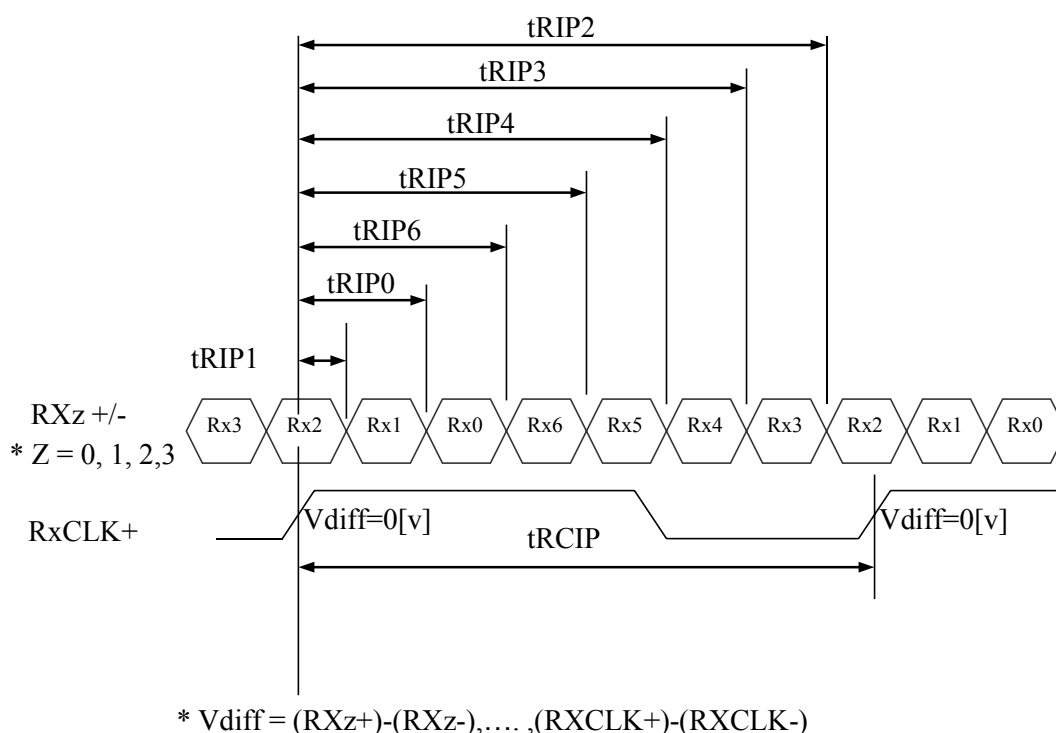 tRIP2
tRIP3
tRIP4
tRIP5
tRIP6
tRIP0
tRIP1
RXz +/-
* Z = 0, 1, 2,3
Rx3 Rx2 Rx1 Rx0 Rx6 Rx5 Rx4 Rx3 Rx2 Rx1 Rx0
RxCLK+
Vdiff=0[v] Vdiff=0[v]
tRCIP
* Vdiff = (RXz+)-(RXz-),…. ,(RXCLK+)-(RXCLK-)